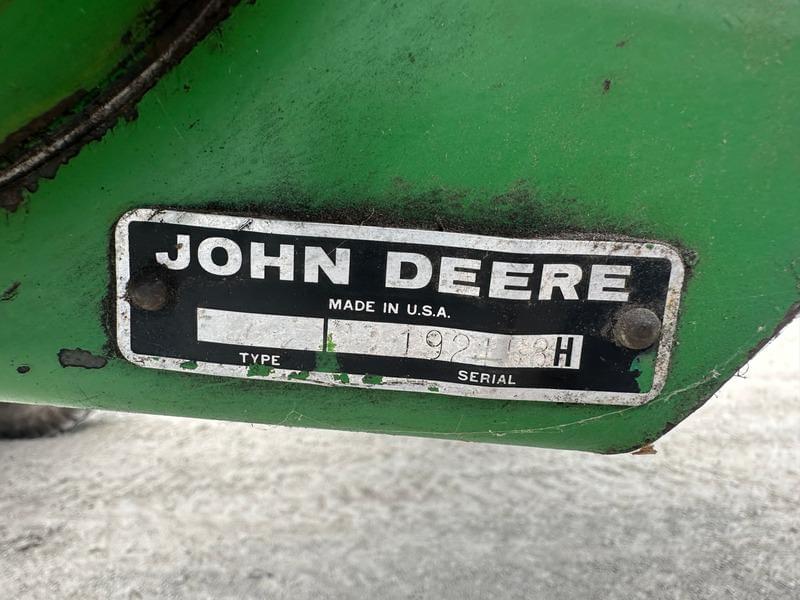 JOHN DEERE
MADE IN U.S.A.
H
TYPE
SERIAL